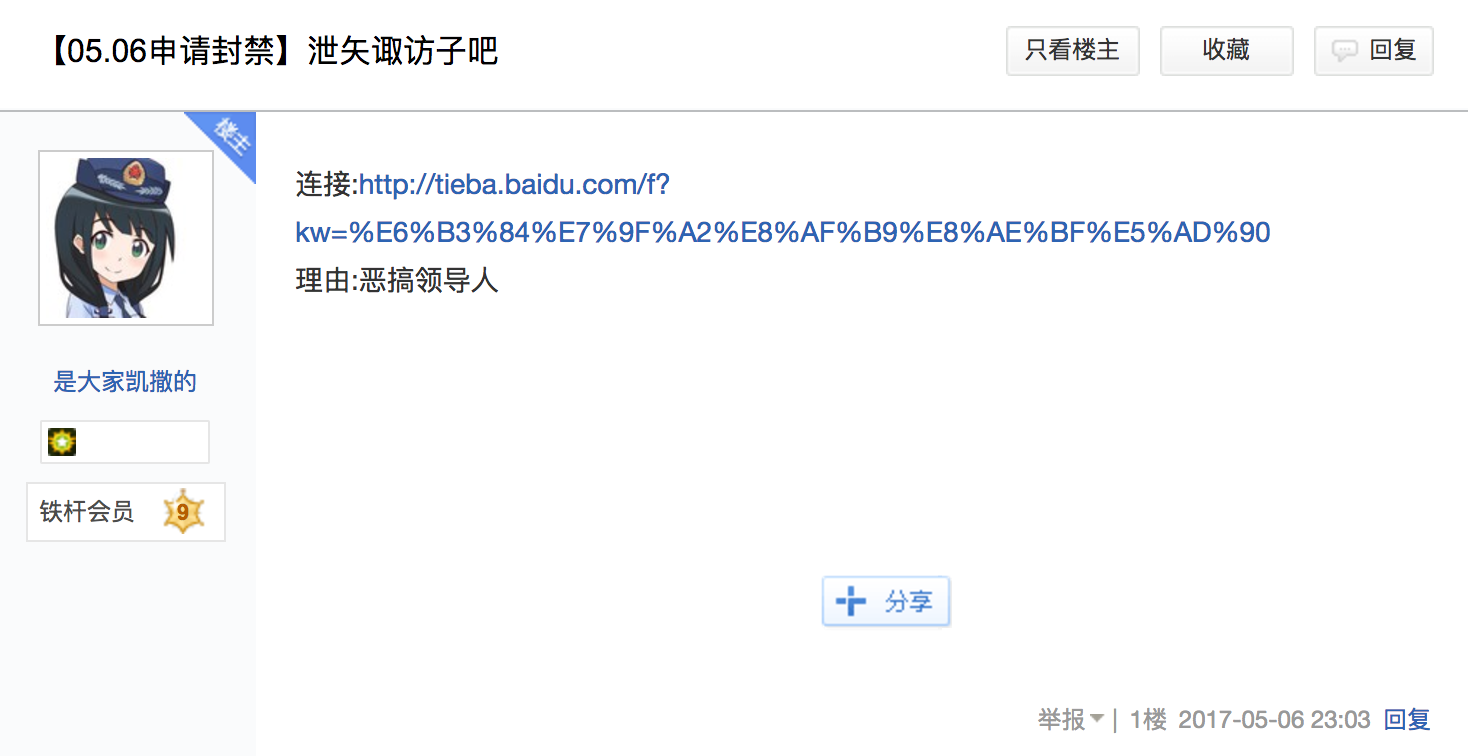 【05.06申请封禁】泄矢诹访子吧
只看楼主
收藏
回复
楼主
连接:http://tieba.baidu.com/f?
kw=%E6%B3%84%E7%9F%A2%E8%AF%B9%E8%AE%BF%E5%AD%90
理由:恶搞领导人
是大家凯撒的
铁杆会员 9
分享
举报 | 1楼 2017-05-06 23:03 回复